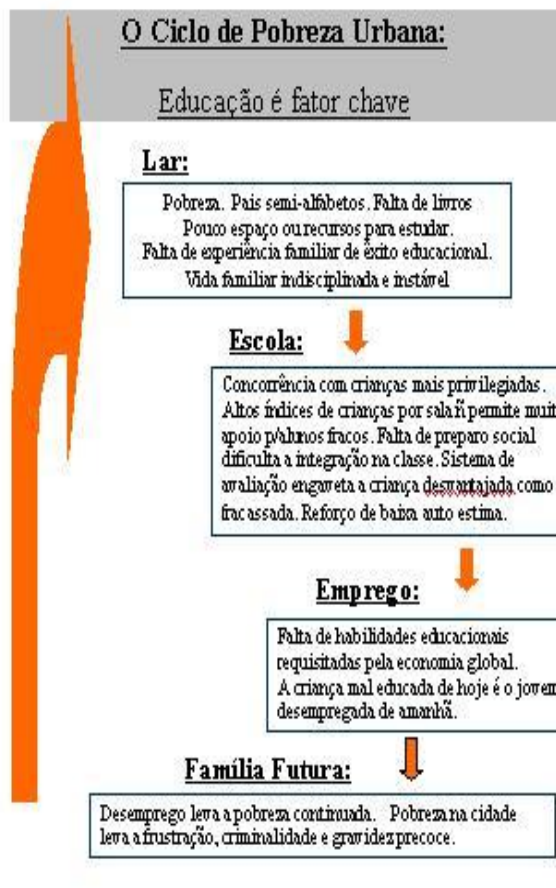 O Ciclo de Pobreza Urbana:
Educação é fator chave
Lar:
Pobreza. Pais semi-alfabetos. Falta de livros
Pouco espaço ou recursos para estudar.
Falta de experiência familiar de êxito educacional.
Vida familiar indisciplinada e instável
Escola:
Concorrência com crianças mais privilegiadas.
Altos índices de crianças por sala ñ permite muit
apoio p/alunos fracos. Falta de preparo social
dificulta a integração na classe. Sistema de
avaliação engaveta a criança desvantajada como
fracassada. Reforço de baixa auto estima.
Emprego:
Falta de habilidades educacionais
requisitadas pela economia global.
A criança mal educada de hoje é o jovem
desempregada de amanhã.
Família Futura:
Desemprego leva a pobreza continuada. Pobreza na cidade
leva a frustração, criminalidade e gravidez precoce.